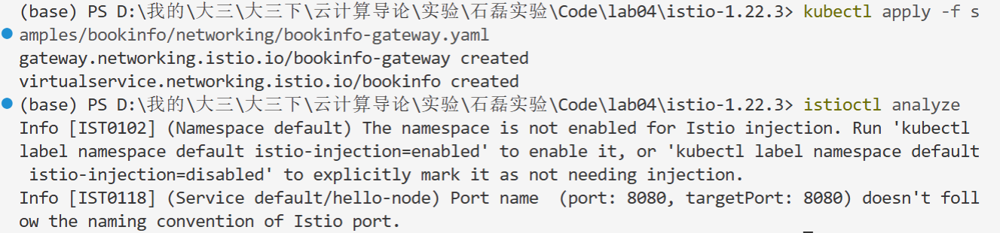 (base) PS D:\我的\大三\大三下\云计算导论\实验\石磊实验\Code\lab04\istio-1.22.3> kubectl apply -f s
amples/bookinfo/networking/bookinfo-gateway.yaml
gateway.networking.istio.io/bookinfo-gateway created
virtualservice.networking.istio.io/bookinfo created
(base) PS D:\我的\大三\大三下\云计算导论\实验\石磊实验\Code\lab04\istio-1.22.3> istioctl analyze
Info [IST0102] (Namespace default) The namespace is not enabled for Istio injection. Run 'kubectl
label namespace default istio-injection=enabled' to enable it, or 'kubectl label namespace default
 istio-injection=disabled' to explicitly mark it as not needing injection.
Info [IST0118] (Service default/hello-node) Port name  (port: 8080, targetPort: 8080) doesn't foll
ow the naming convention of Istio port.